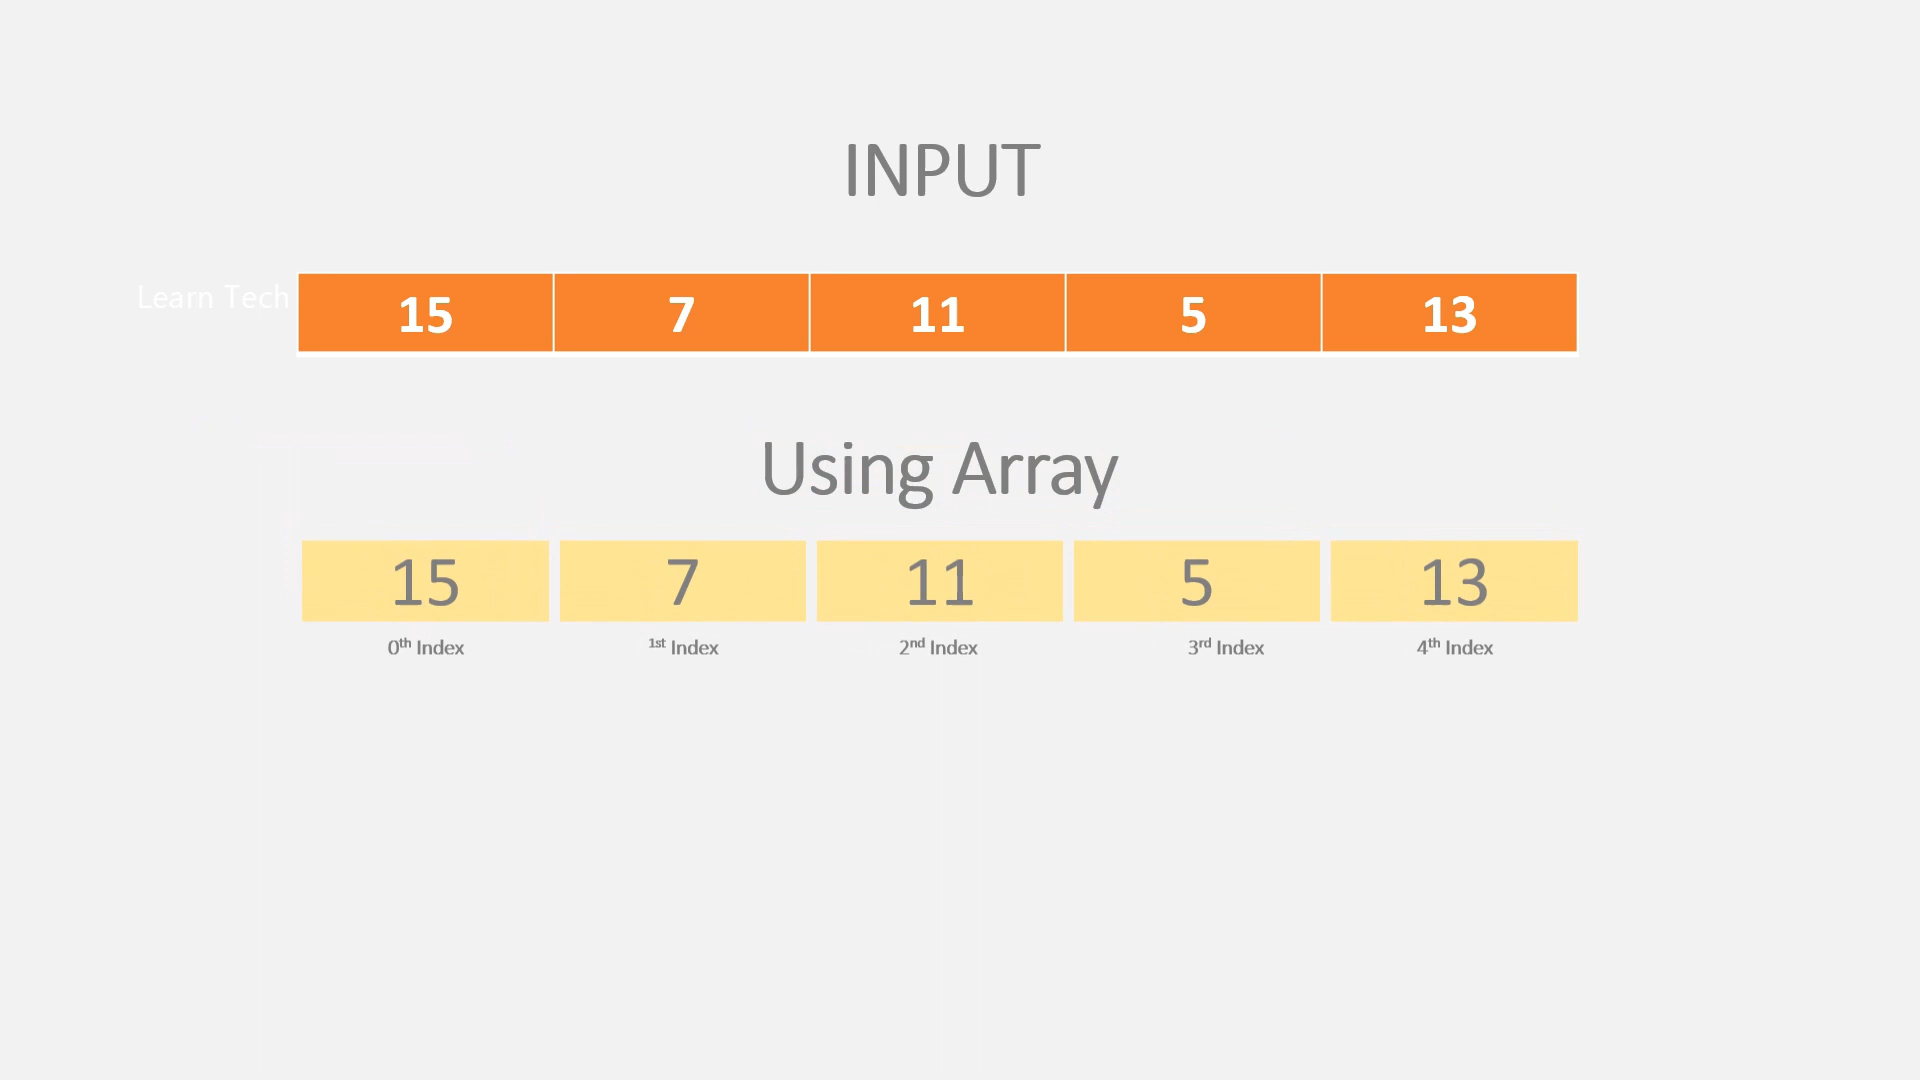 INPUT
Learn Tech
15 7 11 5 13
Using Array
15 7 11 5 13
0th Index 1st Index 2nd Index 3rd Index 4th Index